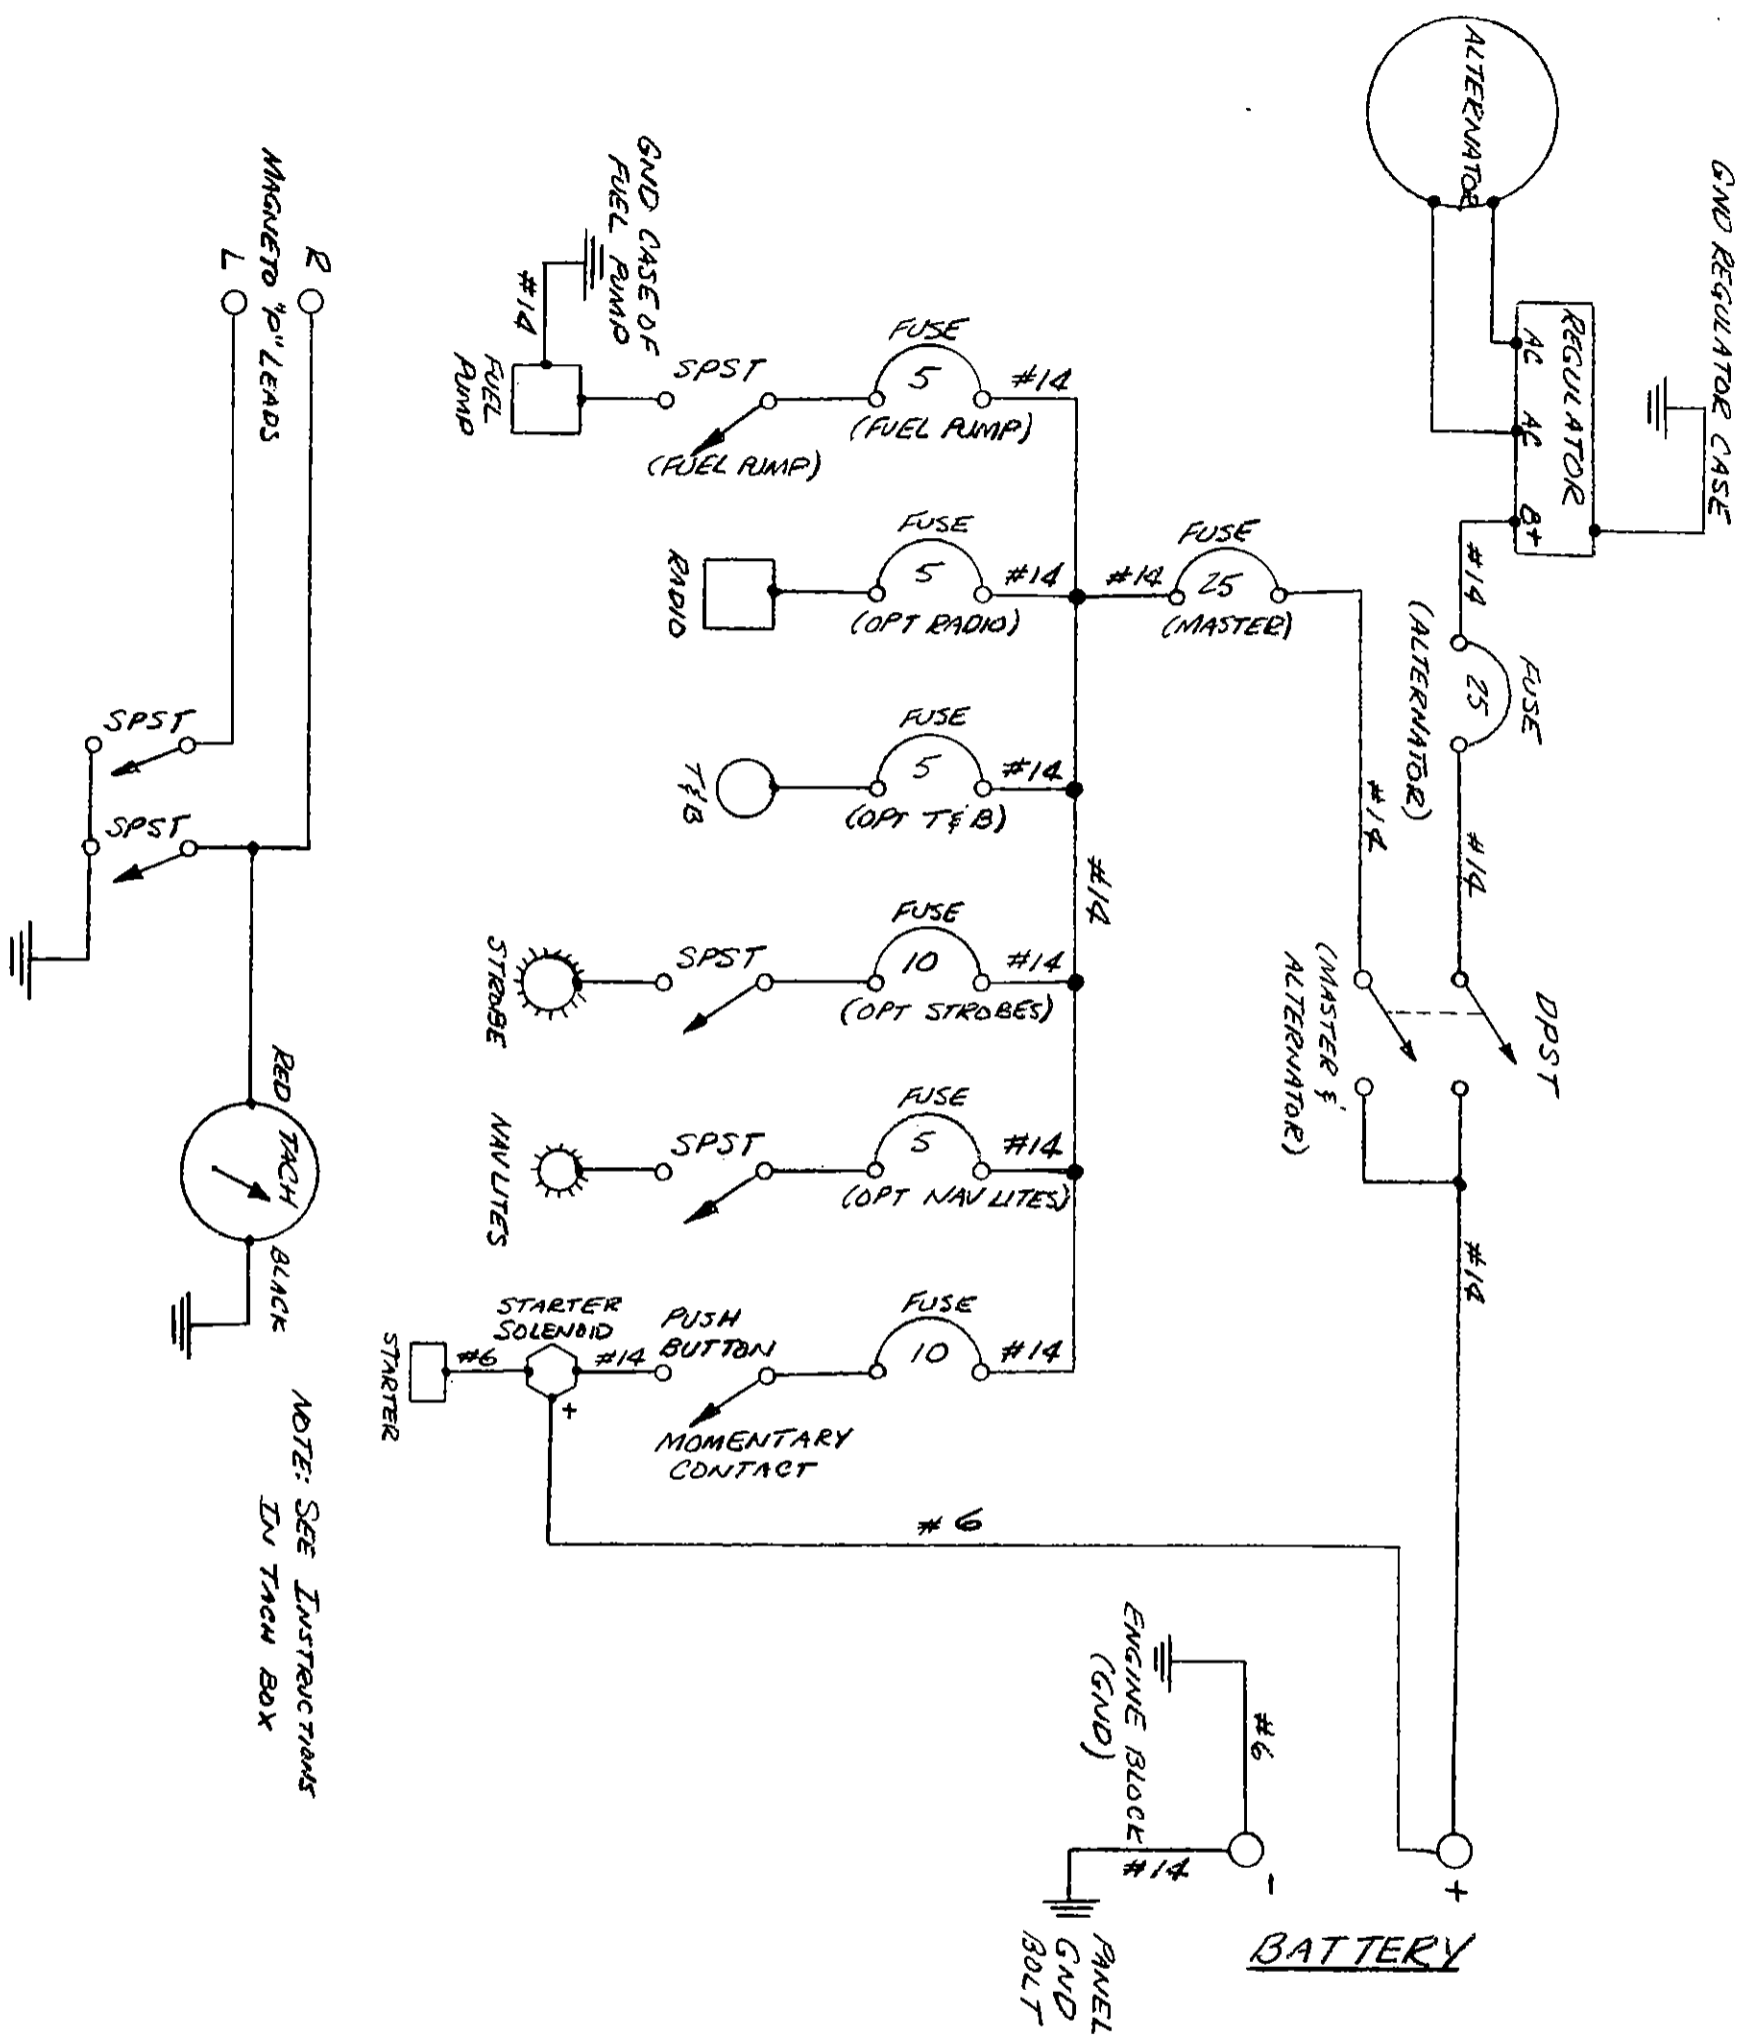 ALTERNATOR
GND REGULATOR CASE
REGULATOR
AC
AC
B+
#14
FUSE
25
(ALTERNATOR)
#14
DPST
(MASTER &
ALTERNATOR)
#14
#14
FUSE
25
(MASTER)
#14
#14
GND CASE OF
FUEL PUMP
#14
FUEL
PUMP
SPST
(FUEL PUMP)
FUSE
5
(FUEL PUMP)
#14
RADIO
FUSE
5
(OPT RADIO)
#14
T&B
FUSE
5
(OPT T & B)
#14
STROBE
SPST
FUSE
10
(OPT STROBES)
#14
NAV LITES
SPST
FUSE
5
(OPT NAV LITES)
#14
STARTER
#6
STARTER
SOLENOID
+
#14
PUSH
BUTTON
MOMENTARY
CONTACT
FUSE
10
#14
# 6
ENGINE BLOCK
(GND)
#6
#14
-
+
BATTERY
PANEL
GND
BOLT
MAGNETO "P" LEADS
R
L
SPST
SPST
RED
TACH
BLACK
NOTE: SEE INSTRUCTIONS
IN TACH BOX